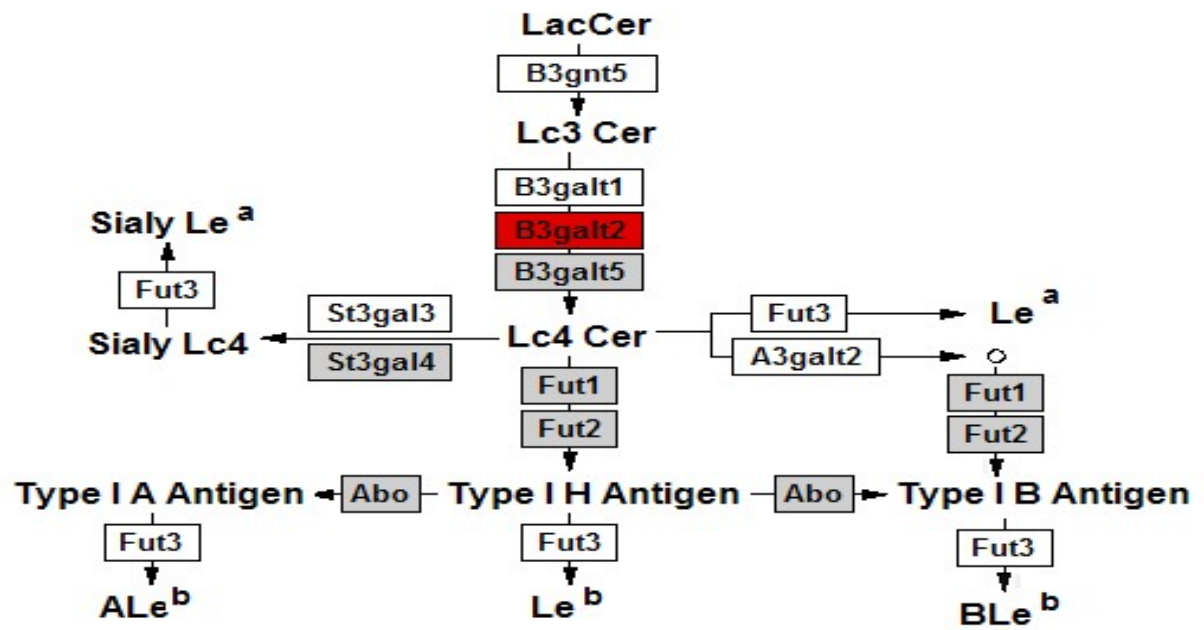 LacCer
B3gnt5
Lc3 Cer
B3galt1
B3galt2
B3galt5
Sialy Le a
Fut3
Sialy Lc4
St3gal3
St3gal4
Lc4 Cer
Fut3
Le a
A3galt2
Fut1
Fut2
Fut1
Fut2
Type I A Antigen
Abo
Type I H Antigen
Abo
Type I B Antigen
Fut3
Fut3
Fut3
ALe b
Le b
BLe b